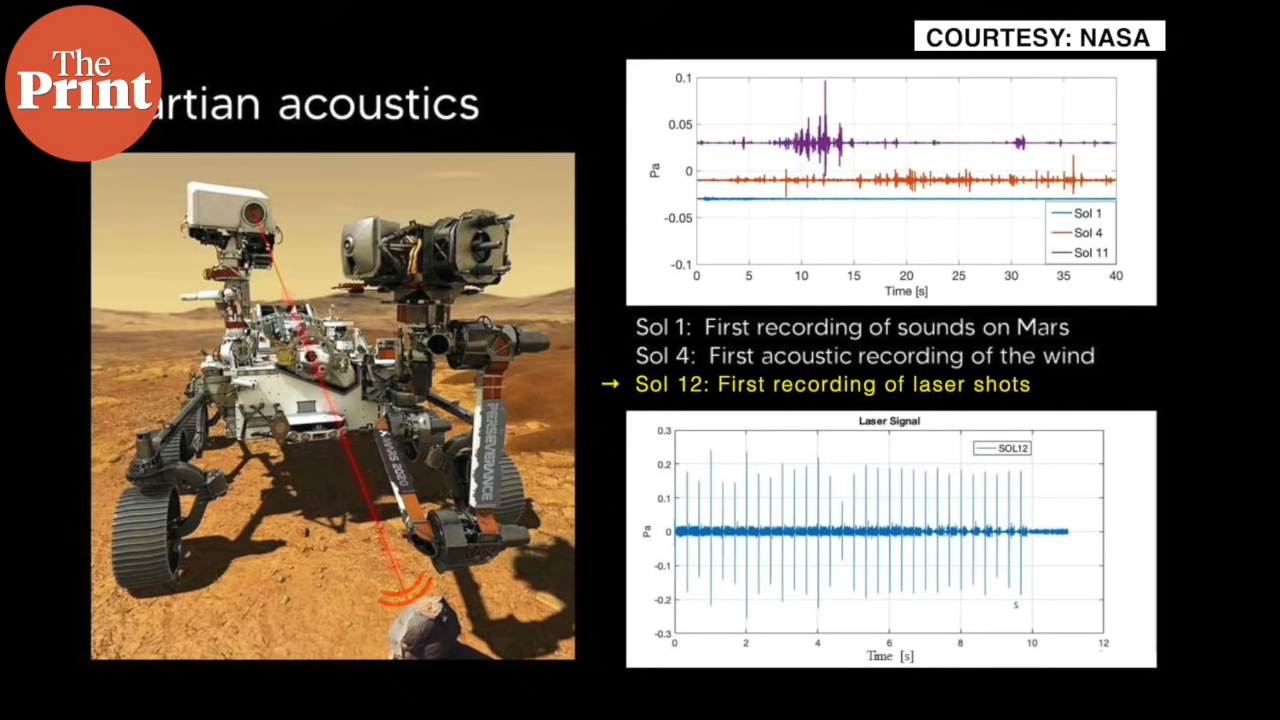 The
Print
COURTESY: NASA
artian acoustics
0.1
0.05
0
-0.05
-0.1
Pa
0 5 10 15 20 25 30 35 40
Time [s]
Sol 1
Sol 4
Sol 11
Sol 1: First recording of sounds on Mars
Sol 4: First acoustic recording of the wind
→ Sol 12: First recording of laser shots
Laser Signal
0.3
0.2
0.1
0
-0.1
-0.2
-0.3
Pa
SOL12
s
0 2 4 6 8 10 12
Time [s]
PERSEVERANCE
MARS 2020